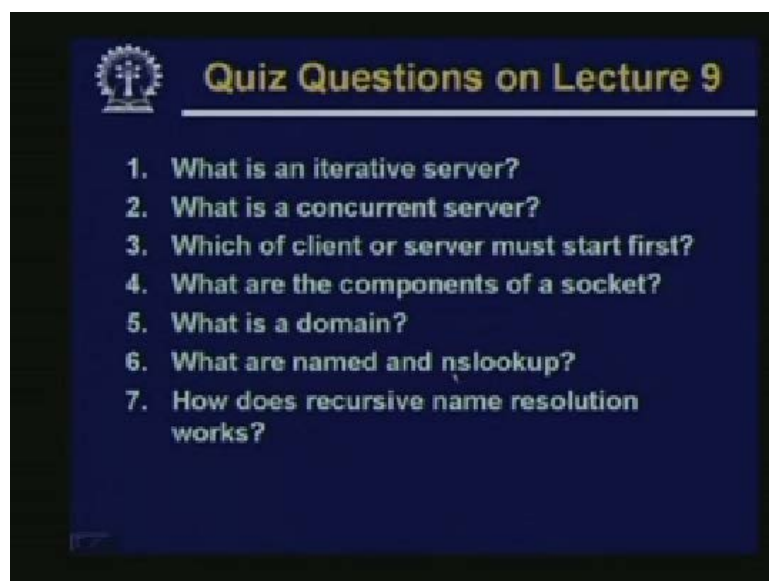 Quiz Questions on Lecture 9
1. What is an iterative server?
2. What is a concurrent server?
3. Which of client or server must start first?
4. What are the components of a socket?
5. What is a domain?
6. What are named and nslookup?
7. How does recursive name resolution
works?